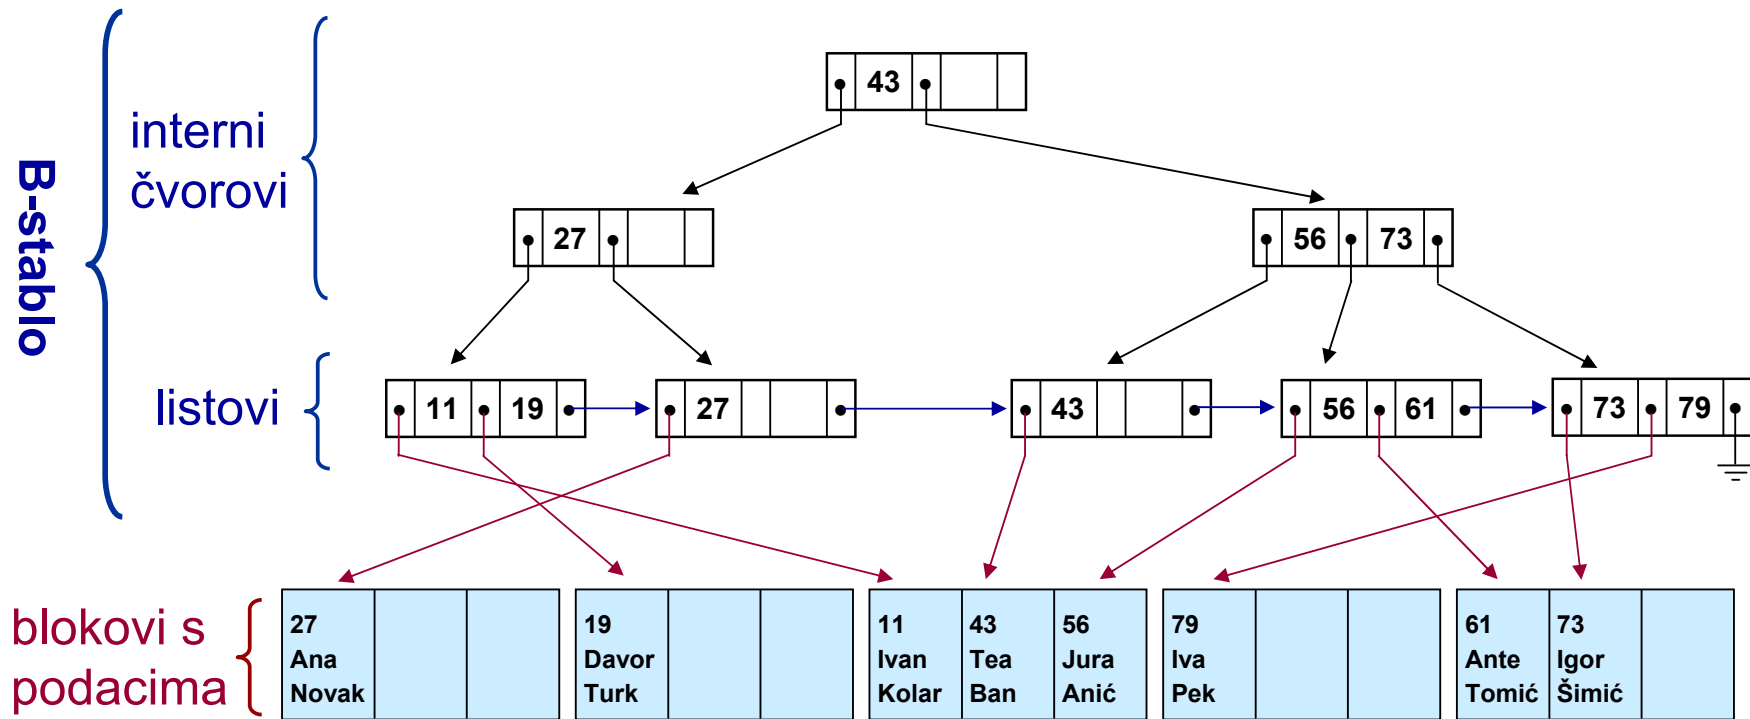 B-stablo
interni
čvorovi
43
27
56 73
listovi
11 19
27
43
56 61
73 79
blokovi s
podacima
27
Ana
Novak
19
Davor
Turk
11
Ivan
Kolar
43
Tea
Ban
56
Jura
Anić
79
Iva
Pek
61
Ante
Tomić
73
Igor
Šimić